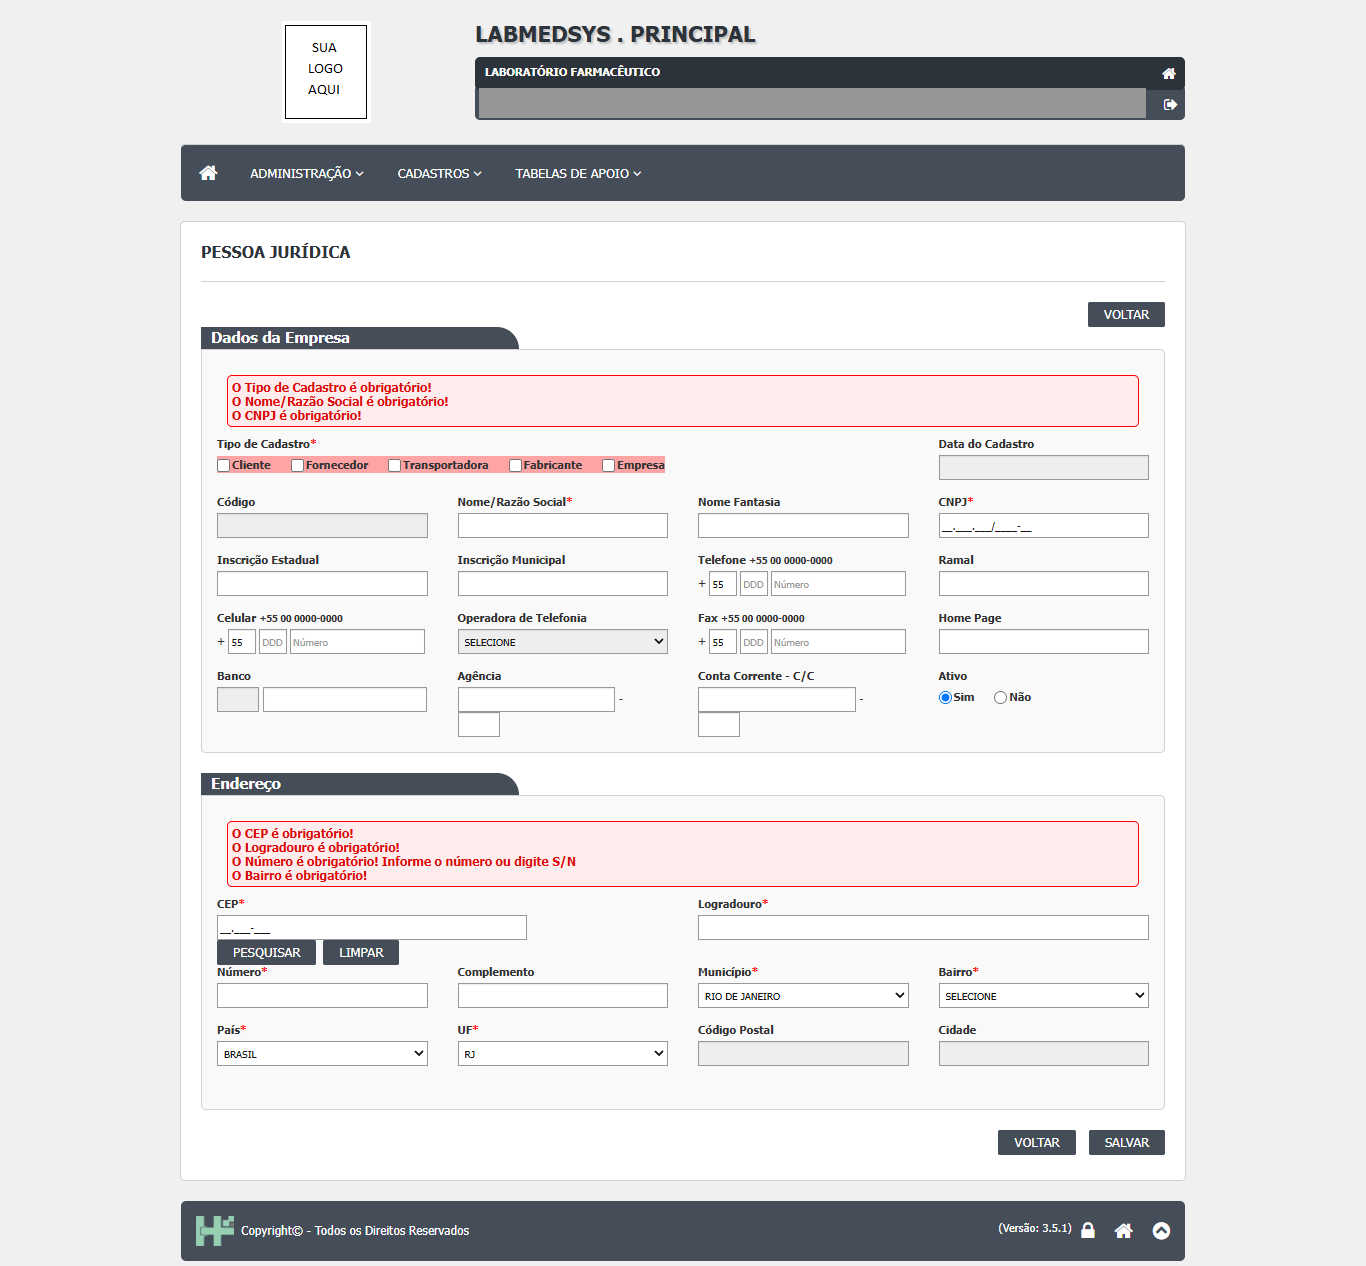 SUA
LOGO
AQUI
LABMEDSYS . PRINCIPAL
LABORATÓRIO FARMACÊUTICO
ADMINISTRAÇÃO CADASTROS TABELAS DE APOIO
PESSOA JURÍDICA
VOLTAR
Dados da Empresa
O Tipo de Cadastro é obrigatório!
O Nome/Razão Social é obrigatório!
O CNPJ é obrigatório!
Tipo de Cadastro* Data do Cadastro
Cliente Fornecedor Transportadora Fabricante Empresa
Código Nome/Razão Social* Nome Fantasia CNPJ*
__.___.___/____-__
Inscrição Estadual Inscrição Municipal Telefone +55 00 0000-0000 Ramal
+ 55 DDD Número
Celular +55 00 0000-0000 Operadora de Telefonia Fax +55 00 0000-0000 Home Page
+ 55 DDD Número SELECIONE + 55 DDD Número
Banco Agência Conta Corrente - C/C Ativo
- - Sim Não
Endereço
O CEP é obrigatório!
O Logradouro é obrigatório!
O Número é obrigatório! Informe o número ou digite S/N
O Bairro é obrigatório!
CEP* Logradouro*
__.___-___
PESQUISAR LIMPAR
Número* Complemento Município* Bairro*
RIO DE JANEIRO SELECIONE
País* UF* Código Postal Cidade
BRASIL RJ
VOLTAR SALVAR
Copyright© - Todos os Direitos Reservados (Versão: 3.5.1)